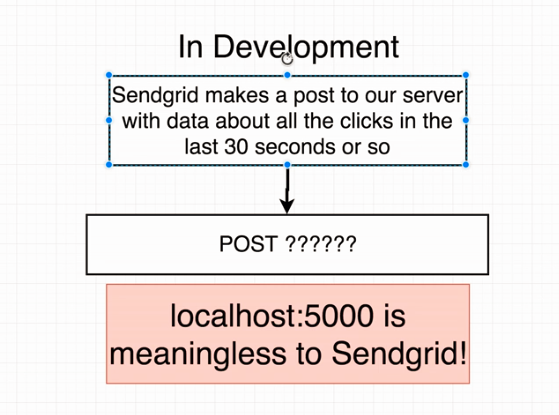 In Development
Sendgrid makes a post to our server
with data about all the clicks in the
last 30 seconds or so
POST ??????
localhost:5000 is
meaningless to Sendgrid!